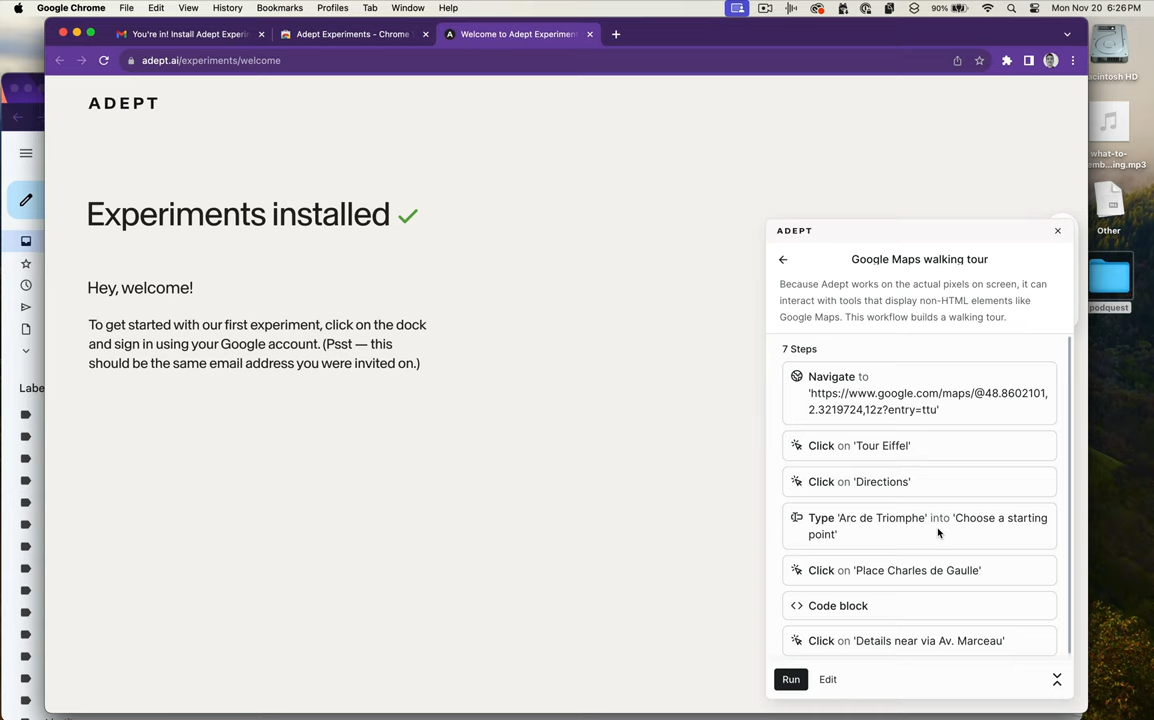 Google Chrome File Edit View History Bookmarks Profiles Tab Window Help 90% Mon Nov 20 6:26 PM
You're in! Install Adept Experin
Adept Experiments - Chrome
Welcome to Adept Experiment
adept.ai/experiments/welcome
ADEPT
Experiments installed
Hey, welcome!
To get started with our first experiment, click on the dock
and sign in using your Google account. (Psst — this
should be the same email address you were invited on.)
Labe
ADEPT
Google Maps walking tour
Because Adept works on the actual pixels on screen, it can
interact with tools that display non-HTML elements like
Google Maps. This workflow builds a walking tour.
7 Steps
Navigate to
'https://www.google.com/maps/@48.8602101,
2.3219724,12z?entry=ttu'
Click on 'Tour Eiffel'
Click on 'Directions'
Type 'Arc de Triomphe' into 'Choose a starting
point'
Click on 'Place Charles de Gaulle'
Code block
Click on 'Details near via Av. Marceau'
Run Edit
acintosh HD
what-to-
emb...ing.mp3
Other
podquest